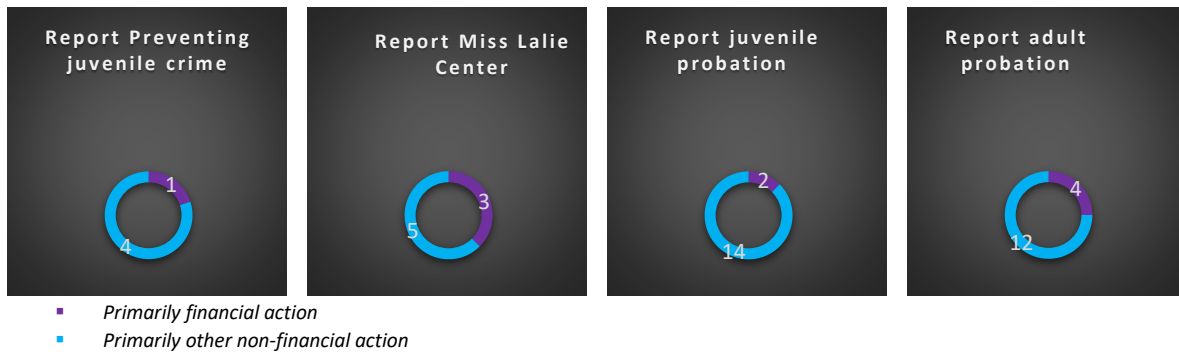 Report Preventing
juvenile crime
1
4
Report Miss Lalie
Center
3
5
Report juvenile
probation
2
14
Report adult
probation
4
12
▪ Primarily financial action
▪ Primarily other non-financial action